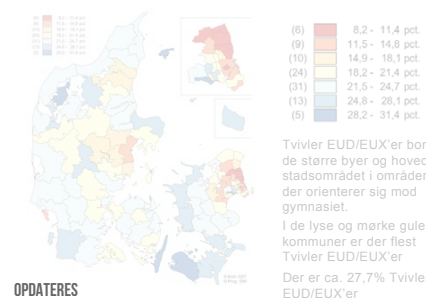 (6) 8,2 - 11,4 pct.
(9) 11,5 - 14,8 pct.
(10) 14,9 - 18,1 pct.
(24) 18,2 - 21,4 pct.
(31) 21,5 - 24,7 pct.
(13) 24,8 - 28,1 pct.
(5) 28,2 - 31,4 pct.
Tvivler EUD/EUX'er bor
de større byer og hoved
stadsområdet i områder
der orienterer sig mod
gymnasiet.
I de lyse og mørke gule
kommuner er der flest
Tvivler EUD/EUX'er
Der er ca. 27,7% Tvivle
EUD/EUX'er
OPDATERES